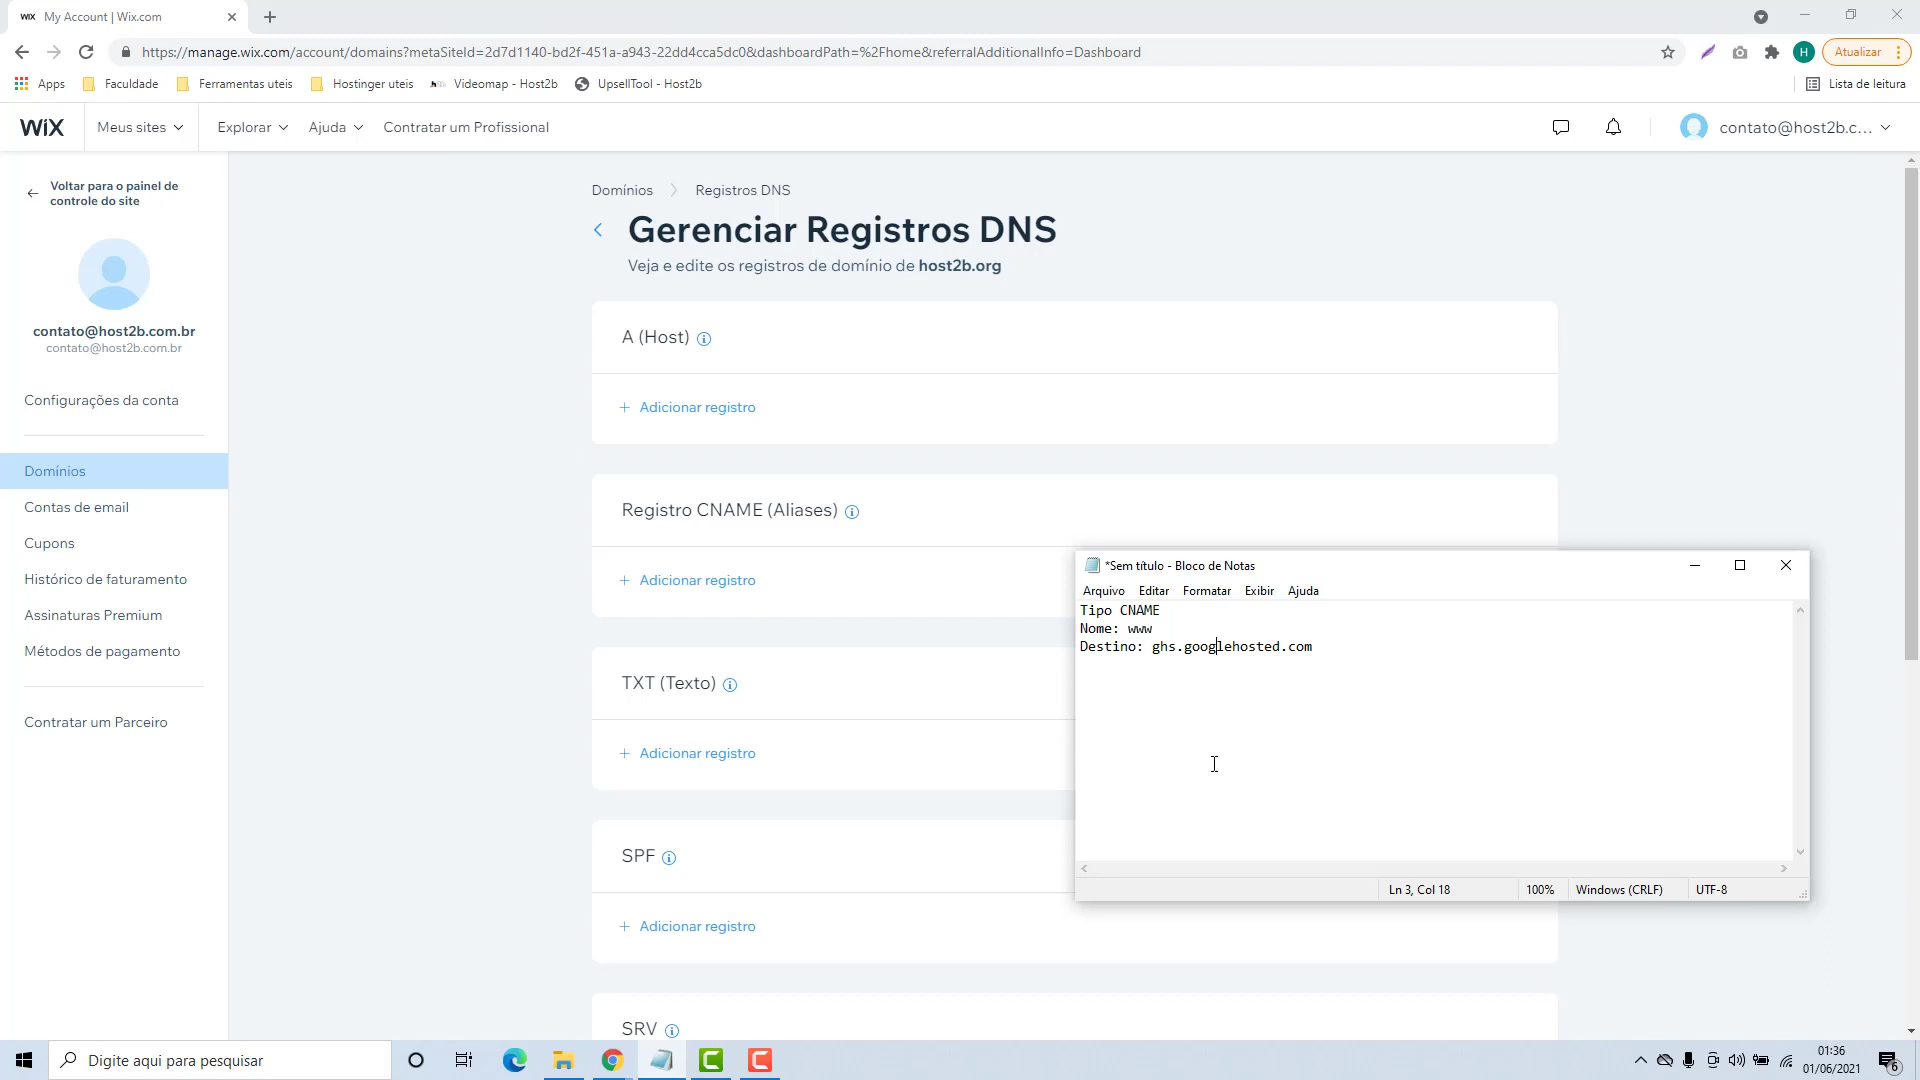 WiX My Account | Wix.com
https://manage.wix.com/account/domains?metaSiteId=2d7d1140-bd2f-451a-a943-22dd4cca5dc0&dashboardPath=%2Fhome&referralAdditionalInfo=Dashboard
H
Atualizar
Apps Faculdade Ferramentas uteis Hostinger uteis Videomap - Host2b UpsellTool - Host2b Lista de leitura
WiX Meus sites Explorar Ajuda Contratar um Profissional contato@host2b.c...
Voltar para o painel de
controle do site
contato@host2b.com.br
contato@host2b.com.br
Configurações da conta
Domínios
Contas de email
Cupons
Histórico de faturamento
Assinaturas Premium
Métodos de pagamento
Contratar um Parceiro
Domínios Registros DNS
Gerenciar Registros DNS
Veja e edite os registros de domínio de host2b.org
A (Host)
+ Adicionar registro
Registro CNAME (Aliases)
+ Adicionar registro
TXT (Texto)
+ Adicionar registro
SPF
+ Adicionar registro
SRV
*Sem título - Bloco de Notas
Arquivo Editar Formatar Exibir Ajuda
Tipo CNAME
Nome: www
Destino: ghs.googlehosted.com
Ln 3, Col 18 100% Windows (CRLF) UTF-8
Digite aqui para pesquisar
01:36
01/06/2021
6